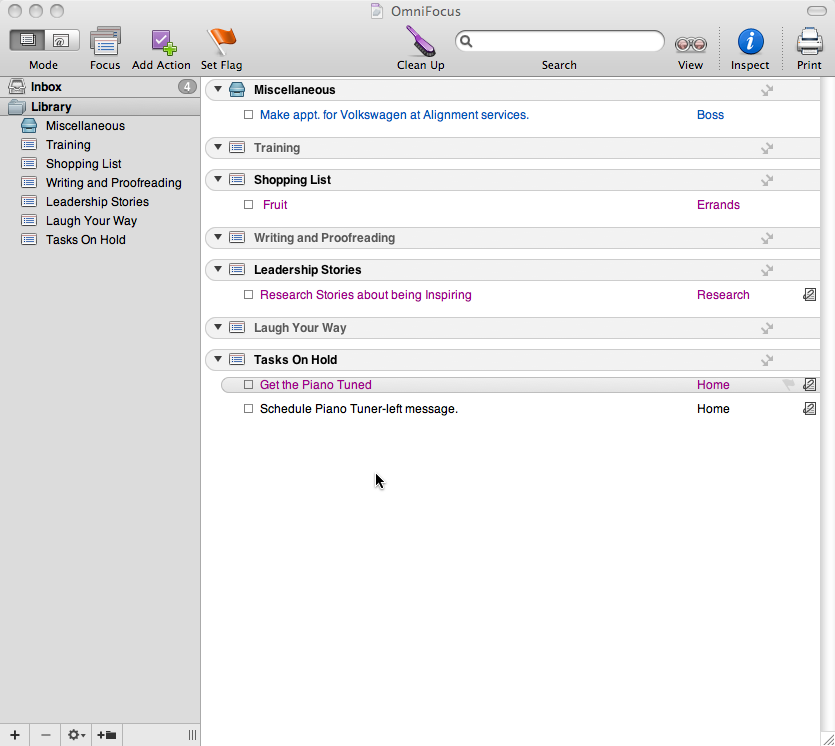 OmniFocus
Mode Focus Add Action Set Flag Clean Up Search View Inspect Print
Inbox 4
Library
Miscellaneous
Training
Shopping List
Writing and Proofreading
Leadership Stories
Laugh Your Way
Tasks On Hold
Miscellaneous
Make appt. for Volkswagen at Alignment services. Boss
Training
Shopping List
Fruit Errands
Writing and Proofreading
Leadership Stories
Research Stories about being Inspiring Research
Laugh Your Way
Tasks On Hold
Get the Piano Tuned Home
Schedule Piano Tuner-left message. Home